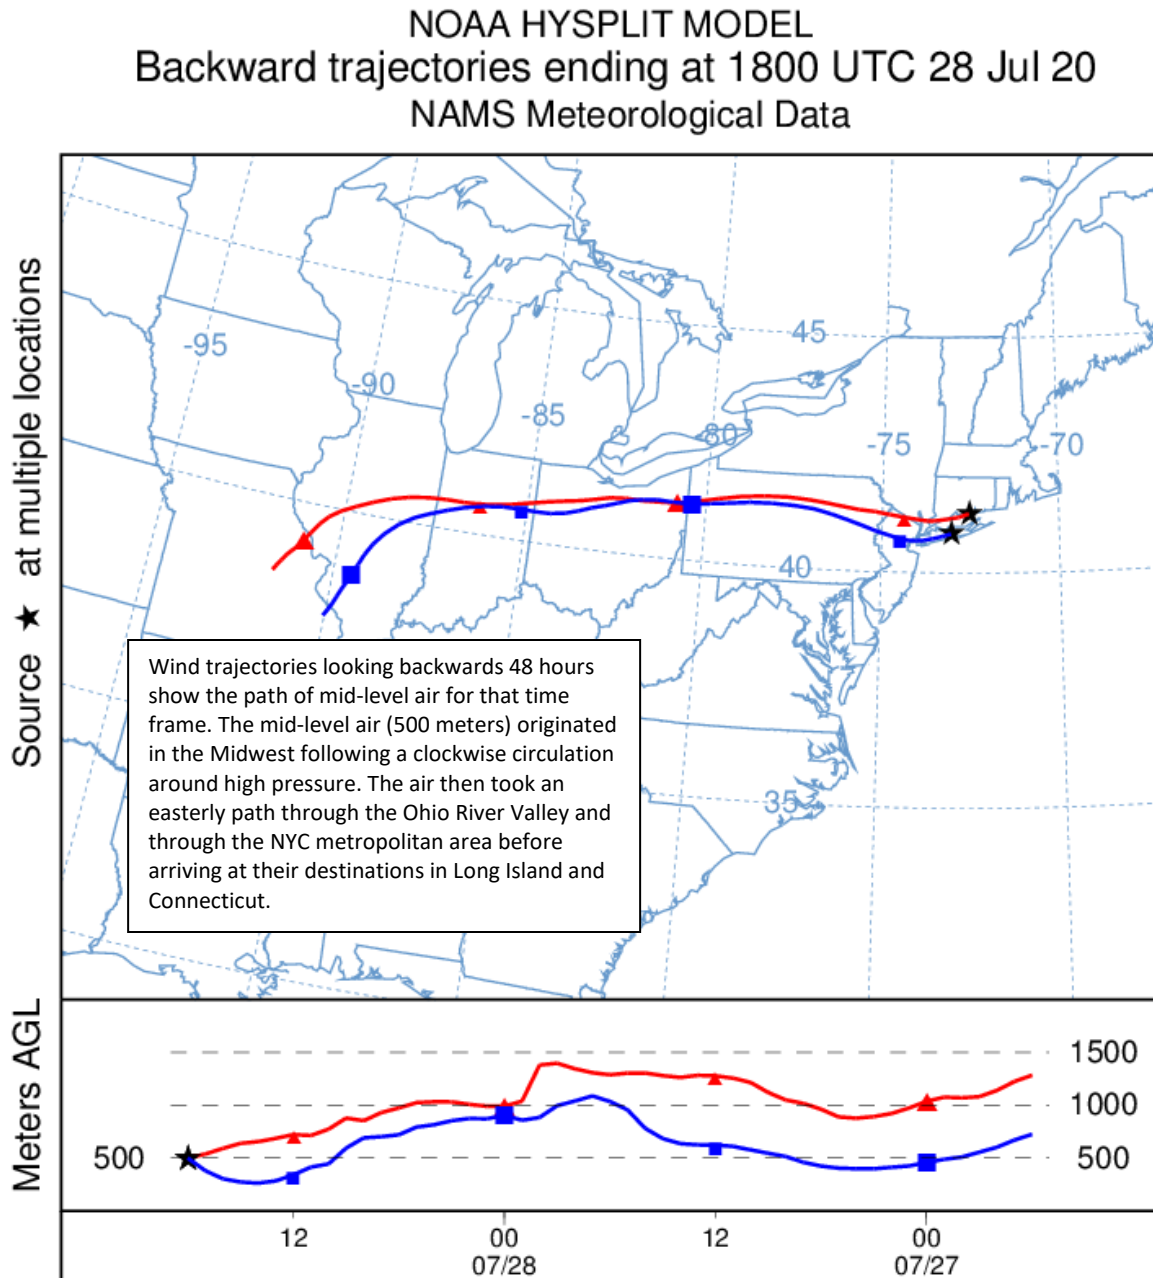 NOAA HYSPLIT MODEL
Backward trajectories ending at 1800 UTC 28 Jul 20
NAMS Meteorological Data
Source ★ at multiple locations
-95
-90
-85
-80
45
-75
-70
40
35
Wind trajectories looking backwards 48 hours
show the path of mid-level air for that time
frame. The mid-level air (500 meters) originated
in the Midwest following a clockwise circulation
around high pressure. The air then took an
easterly path through the Ohio River Valley and
through the NYC metropolitan area before
arriving at their destinations in Long Island and
Connecticut.
Meters AGL
500
1500
1000
500
12
00
12
00
07/28
07/27